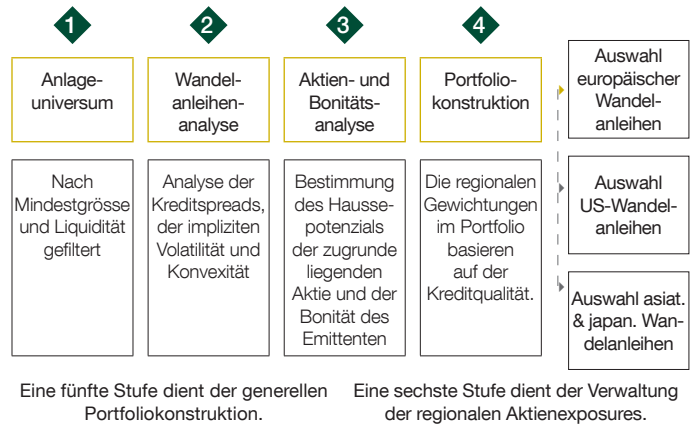 1
Anlage-
universum
Nach
Mindestgrösse
und Liquidität
gefiltert
2
Wandel-
anleihen-
analyse
Analyse der
Kreditspreads,
der impliziten
Volatilität und
Konvexität
3
Aktien- und
Bonitäts-
analyse
Bestimmung
des Hausse-
potenzials
der zugrunde
liegenden
Aktie und der
Bonität des
Emittenten
4
Portfolio-
konstruktion
Die regionalen
Gewichtungen
im Portfolio
basieren
auf der
Kreditqualität.
Auswahl
europäischer
Wandel-
anleihen
Auswahl
US-Wandel-
anleihen
Auswahl asiat.
& japan. Wan-
delanleihen
Eine fünfte Stufe dient der generellen
Portfoliokonstruktion.
Eine sechste Stufe dient der Verwaltung
der regionalen Aktienexposures.